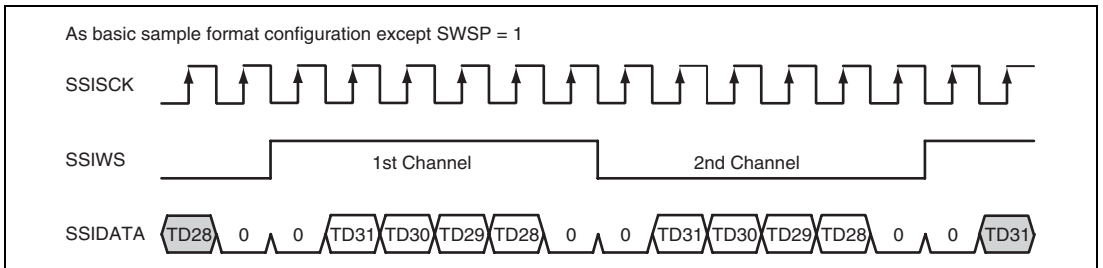 As basic sample format configuration except SWSP = 1
SSISCK
SSIWS 1st Channel 2nd Channel
SSIDATA TD28 0 0 TD31 TD30 TD29 TD28 0 0 TD31 TD30 TD29 TD28 0 0 TD31